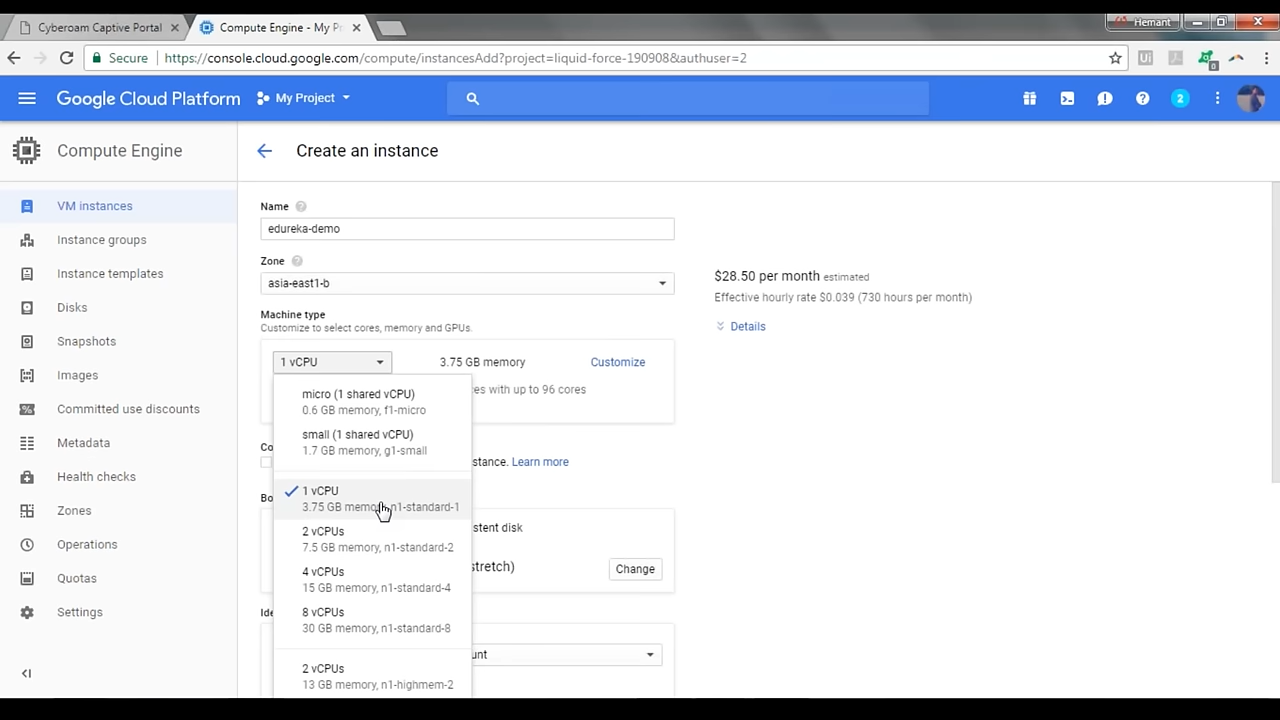 Cyberoam Captive Portal
Compute Engine - My Pr
Hemant
Secure
https://console.cloud.google.com/compute/instancesAdd?project=liquid-force-190908&authuser=2
0
Google Cloud Platform
My Project
2
Compute Engine
Create an instance
VM instances
Instance groups
Instance templates
Disks
Snapshots
Images
Committed use discounts
Metadata
Health checks
Zones
Operations
Quotas
Settings
Name
edureka-demo
Zone
asia-east1-b
Machine type
Customize to select cores, memory and GPUs.
1 vCPU
3.75 GB memory
Customize
ces with up to 96 cores
micro (1 shared vCPU)
0.6 GB memory, f1-micro
small (1 shared vCPU)
1.7 GB memory, g1-small
1 vCPU
3.75 GB memory, n1-standard-1
2 vCPUs
7.5 GB memory, n1-standard-2
4 vCPUs
15 GB memory, n1-standard-4
8 vCPUs
30 GB memory, n1-standard-8
2 vCPUs
13 GB memory, n1-highmem-2
Co
stance. Learn more
Bo
stent disk
stretch)
Change
Ide
unt
$28.50 per month estimated
Effective hourly rate $0.039 (730 hours per month)
Details